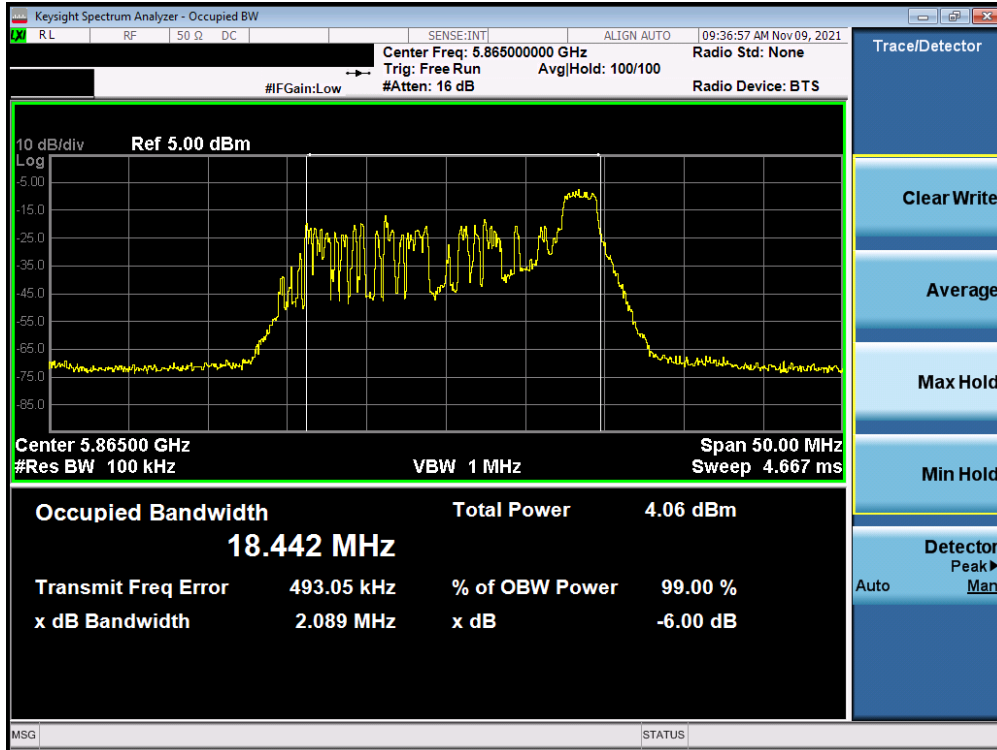 Keysight Spectrum Analyzer - Occupied BW
LXI RL RF 50 Ω DC SENSE:INT ALIGN AUTO 09:36:57 AM Nov 09, 2021
Center Freq: 5.865000000 GHz Radio Std: None
Trig: Free Run Avg|Hold: 100/100
#IFGain:Low #Atten: 16 dB Radio Device: BTS
Trace/Detector
10 dB/div Ref 5.00 dBm
Log
-5.00
-15.0
-25.0
-35.0
-45.0
-55.0
-65.0
-75.0
-85.0
Center 5.86500 GHz Span 50.00 MHz
#Res BW 100 kHz VBW 1 MHz Sweep 4.667 ms
Clear Write
Average
Max Hold
Min Hold
Detector
Peak▶
Auto Man
Occupied Bandwidth Total Power 4.06 dBm
18.442 MHz
Transmit Freq Error 493.05 kHz % of OBW Power 99.00 %
x dB Bandwidth 2.089 MHz x dB -6.00 dB
MSG STATUS